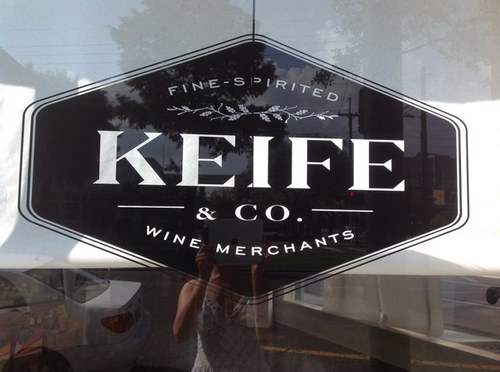 FINE-SPIRITED
KEIFE
& CO.
WINE MERCHANTS